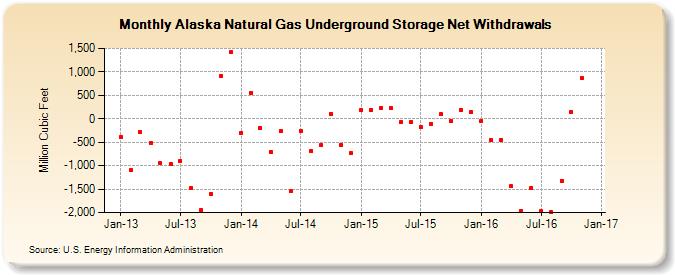 Monthly Alaska Natural Gas Underground Storage Net Withdrawals
Million Cubic Feet
1,500
1,000
500
0
-500
-1,000
-1,500
-2,000
Jan-13 Jul-13 Jan-14 Jul-14 Jan-15 Jul-15 Jan-16 Jul-16 Jan-17
Source: U.S. Energy Information Administration